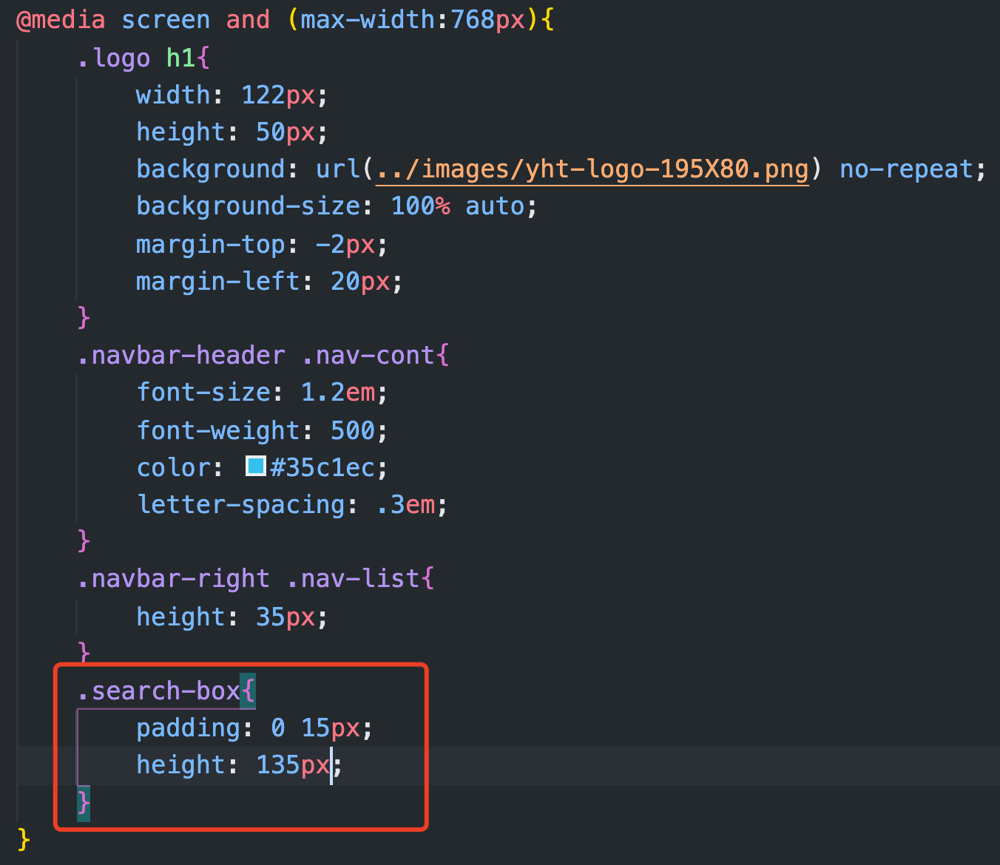 @media screen and (max-width:768px){
.logo h1{
width: 122px;
height: 50px;
background: url(../images/yht-logo-195X80.png) no-repeat;
background-size: 100% auto;
margin-top: -2px;
margin-left: 20px;
}
.navbar-header .nav-cont{
font-size: 1.2em;
font-weight: 500;
color: #35c1ec;
letter-spacing: .3em;
}
.navbar-right .nav-list{
height: 35px;
}
.search-box{
padding: 0 15px;
height: 135px;
}
}